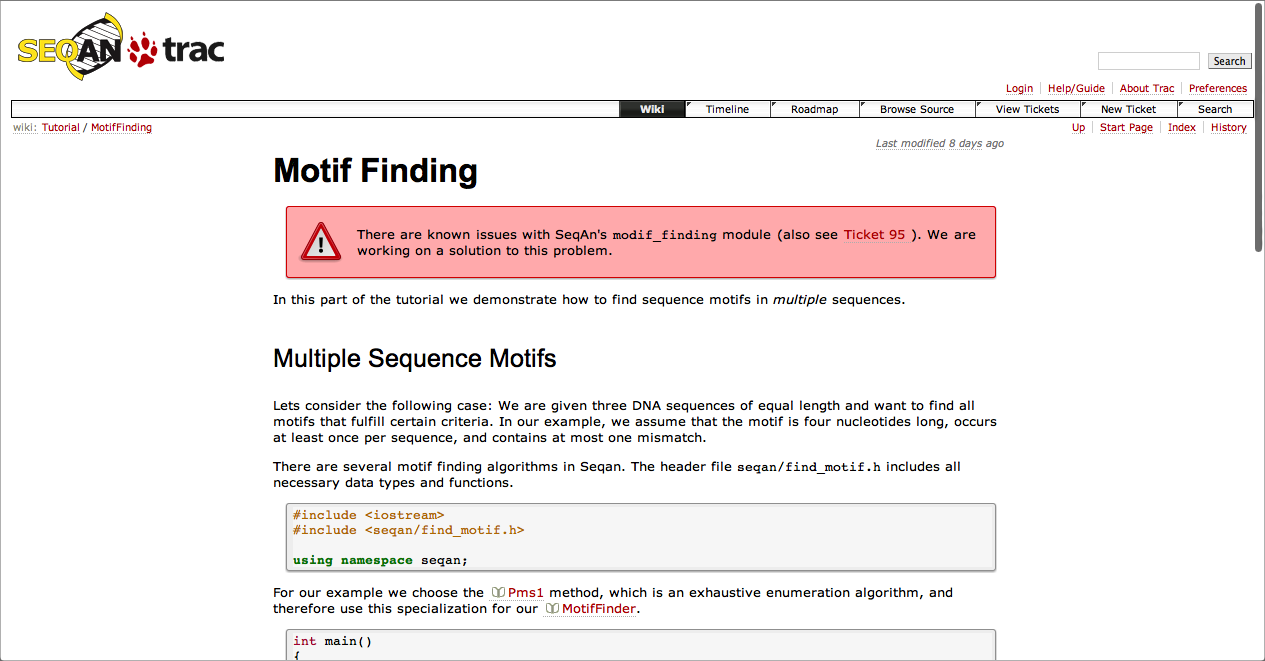 SEQAN trac
Search
Login Help/Guide About Trac Preferences
Wiki Timeline Roadmap Browse Source View Tickets New Ticket Search
wiki: Tutorial / MotifFinding Up Start Page Index History
Last modified 8 days ago
Motif Finding
There are known issues with SeqAn's modif_finding module (also see Ticket 95 ). We are
working on a solution to this problem.
In this part of the tutorial we demonstrate how to find sequence motifs in multiple sequences.
Multiple Sequence Motifs
Lets consider the following case: We are given three DNA sequences of equal length and want to find all
motifs that fulfill certain criteria. In our example, we assume that the motif is four nucleotides long, occurs
at least once per sequence, and contains at most one mismatch.
There are several motif finding algorithms in Seqan. The header file seqan/find_motif.h includes all
necessary data types and functions.
#include <iostream>
#include <seqan/find_motif.h>
using namespace seqan;
For our example we choose the Pms1 method, which is an exhaustive enumeration algorithm, and
therefore use this specialization for our MotifFinder.
int main()
{